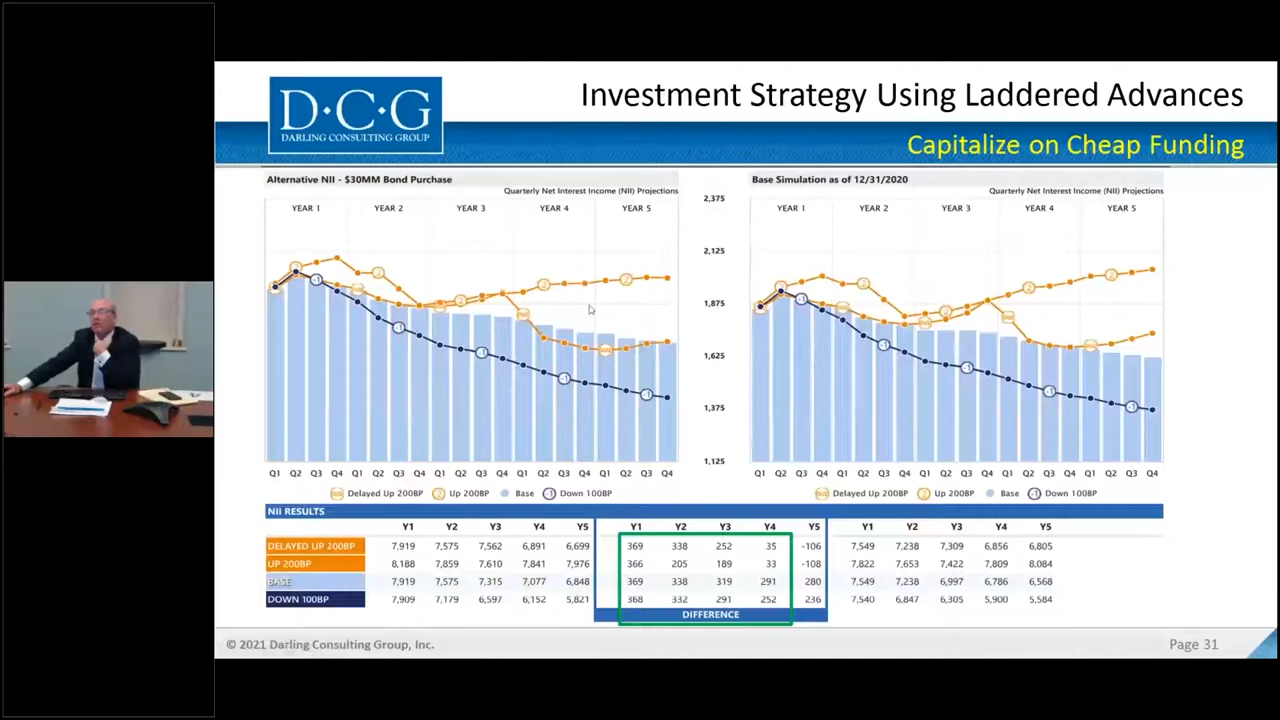 D·C·G
DARLING CONSULTING GROUP
Investment Strategy Using Laddered Advances
Capitalize on Cheap Funding
Alternative NII - $30MM Bond Purchase
Quarterly Net Interest Income (NII) Projections
YEAR 1 YEAR 2 YEAR 3 YEAR 4 YEAR 5
2,375
2,125
1,875
1,625
1,375
1,125
Q1 Q2 Q3 Q4 Q1 Q2 Q3 Q4 Q1 Q2 Q3 Q4 Q1 Q2 Q3 Q4 Q1 Q2 Q3 Q4
Delayed Up 200BP 2 Up 200BP Base -1 Down 100BP
Base Simulation as of 12/31/2020
Quarterly Net Interest Income (NII) Projections
YEAR 1 YEAR 2 YEAR 3 YEAR 4 YEAR 5
Q1 Q2 Q3 Q4 Q1 Q2 Q3 Q4 Q1 Q2 Q3 Q4 Q1 Q2 Q3 Q4 Q1 Q2 Q3 Q4
Delayed Up 200BP 2 Up 200BP Base -1 Down 100BP
NII RESULTS
Y1 Y2 Y3 Y4 Y5 Y1 Y2 Y3 Y4 Y5 Y1 Y2 Y3 Y4 Y5
DELAYED UP 200BP 7,919 7,575 7,562 6,891 6,699 369 338 252 35 -106 7,549 7,238 7,309 6,856 6,805
UP 200BP 8,188 7,859 7,610 7,841 7,976 366 205 189 33 -108 7,822 7,653 7,422 7,809 8,084
BASE 7,919 7,575 7,315 7,077 6,848 369 338 319 291 280 7,549 7,238 6,997 6,786 6,568
DOWN 100BP 7,909 7,179 6,597 6,152 5,821 368 332 291 252 236 7,540 6,847 6,305 5,900 5,584
DIFFERENCE
© 2021 Darling Consulting Group, Inc.
Page 31